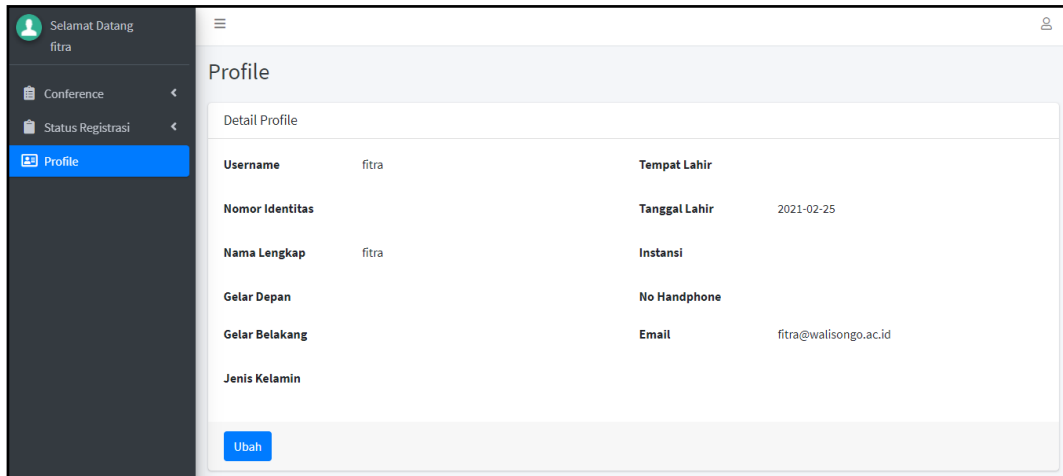 Selamat Datang
fitra
Conference
Status Registrasi
Profile
Profile
Detail Profile
Username fitra
Nomor Identitas
Nama Lengkap fitra
Gelar Depan
Gelar Belakang
Jenis Kelamin
Tempat Lahir
Tanggal Lahir 2021-02-25
Instansi
No Handphone
Email fitra@walisongo.ac.id
Ubah